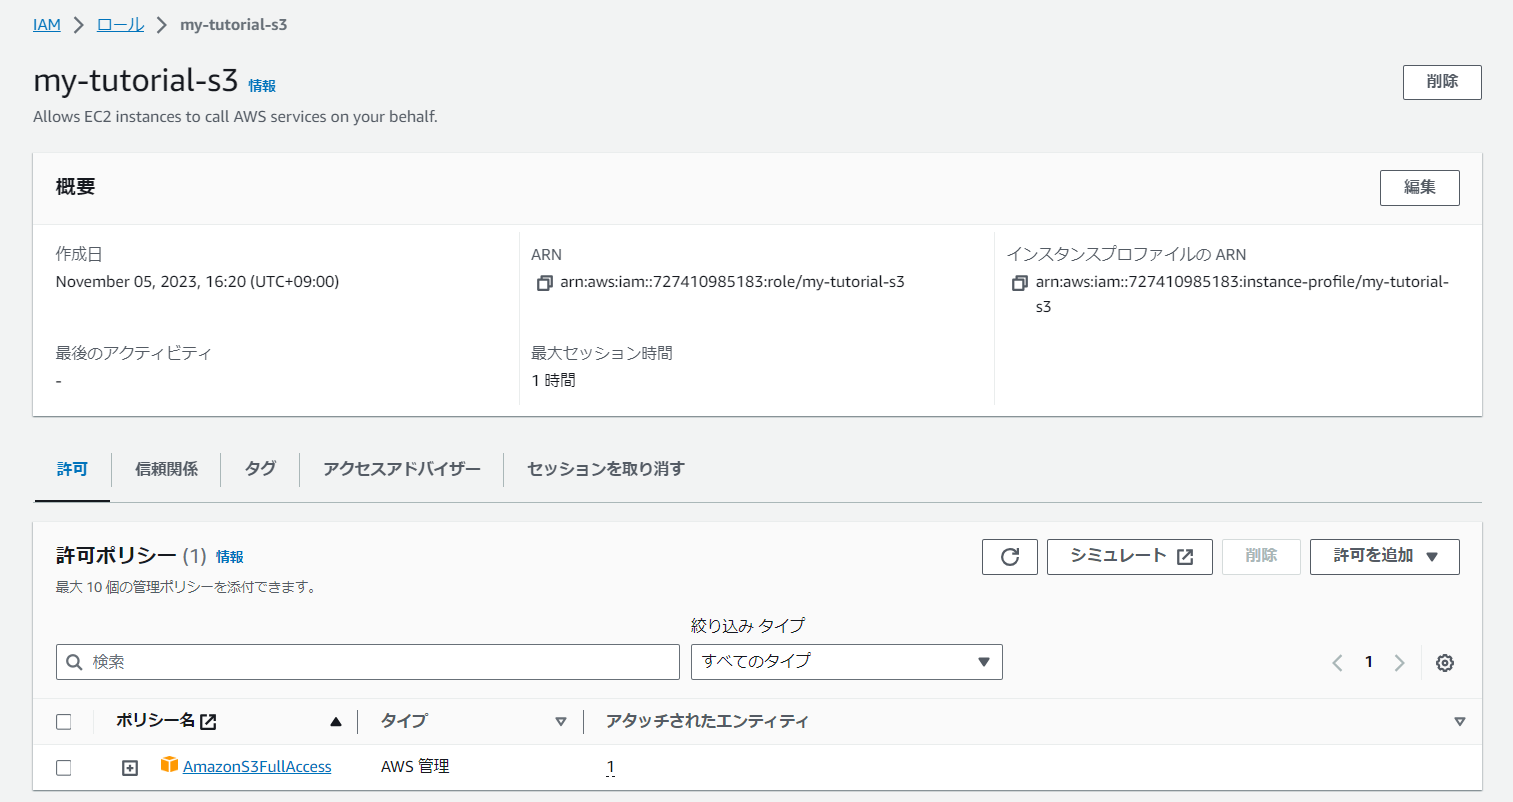 IAM > ロール > my-tutorial-s3
my-tutorial-s3 情報
削除
Allows EC2 instances to call AWS services on your behalf.
概要
編集
作成日
November 05, 2023, 16:20 (UTC+09:00)
ARN
arn:aws:iam::727410985183:role/my-tutorial-s3
インスタンスプロファイルの ARN
arn:aws:iam::727410985183:instance-profile/my-tutorial-
s3
最後のアクティビティ
-
最大セッション時間
1 時間
許可 信頼関係 タグ アクセスアドバイザー セッションを取り消す
許可ポリシー (1) 情報
シミュレート 削除 許可を追加
最大 10 個の管理ポリシーを添付できます。
絞り込み タイプ
検索 すべてのタイプ 1
ポリシー名 タイプ アタッチされたエンティティ
AmazonS3FullAccess AWS 管理 1